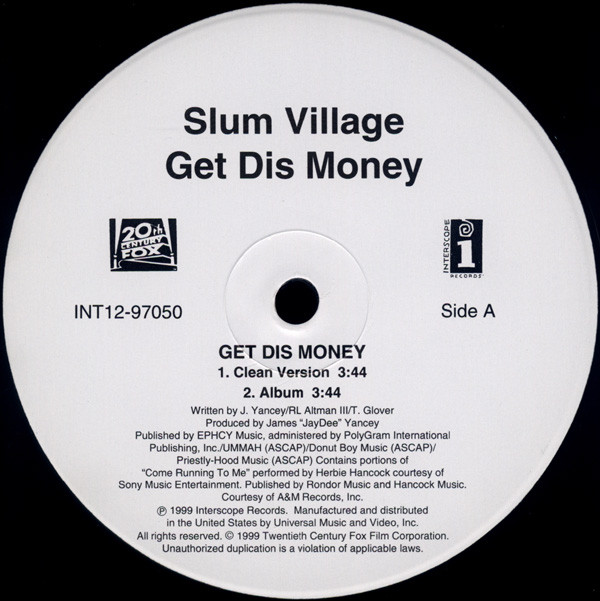 Slum Village
Get Dis Money
20th
CENTURY
FOX
INTERSCOPE
i
RECORDS
INT12-97050
Side A
GET DIS MONEY
1. Clean Version 3:44
2. Album 3:44
Written by J. Yancey/RL Altman III/T. Glover
Produced by James "JayDee" Yancey
Published by EPHCY Music, administered by PolyGram International
Publishing, Inc./UMMAH (ASCAP)/Donut Boy Music (ASCAP)/
Priestly-Hood Music (ASCAP) Contains portions of
"Come Running To Me" performed by Herbie Hancock courtesy of
Sony Music Entertainment. Published by Rondor Music and Hancock Music.
Courtesy of A&M Records, Inc.
℗ 1999 Interscope Records. Manufactured and distributed
in the United States by Universal Music and Video, Inc.
All rights reserved. © 1999 Twentieth Century Fox Film Corporation.
Unauthorized duplication is a violation of applicable laws.